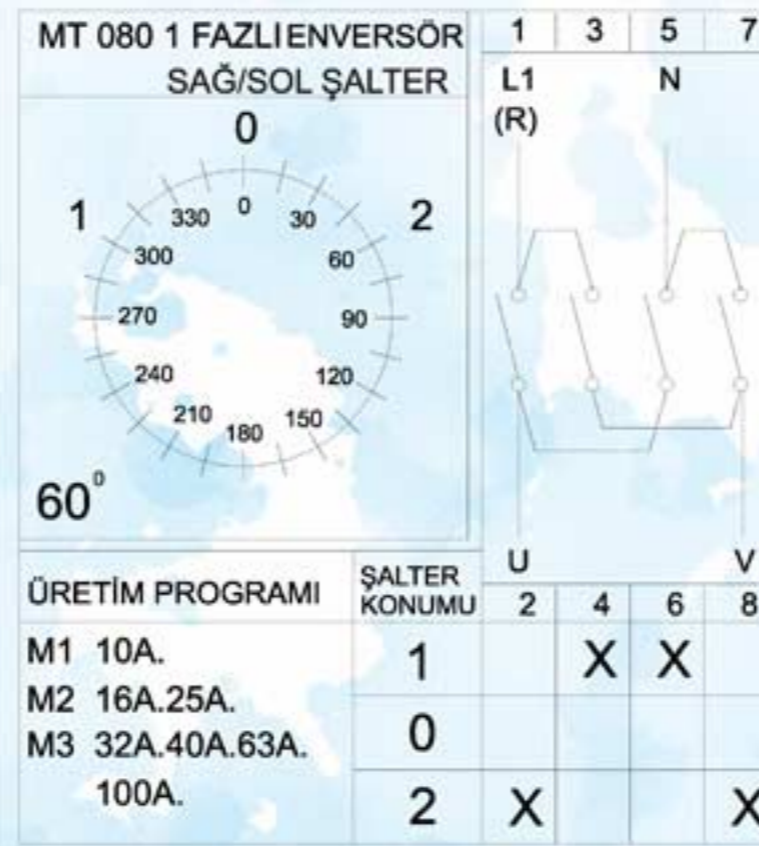 MT 080 1 FAZLI ENVERSÖR
SAĞ/SOL ŞALTER
0
1
2
0
30
60
90
120
150
180
210
240
270
300
330
60°
1 3 5 7
L1 N
(R)
U V
ÜRETİM PROGRAMI
M1 10A.
M2 16A.25A.
M3 32A.40A.63A.
100A.
ŞALTER
KONUMU
2 4 6 8
1 X X
0
2 X X